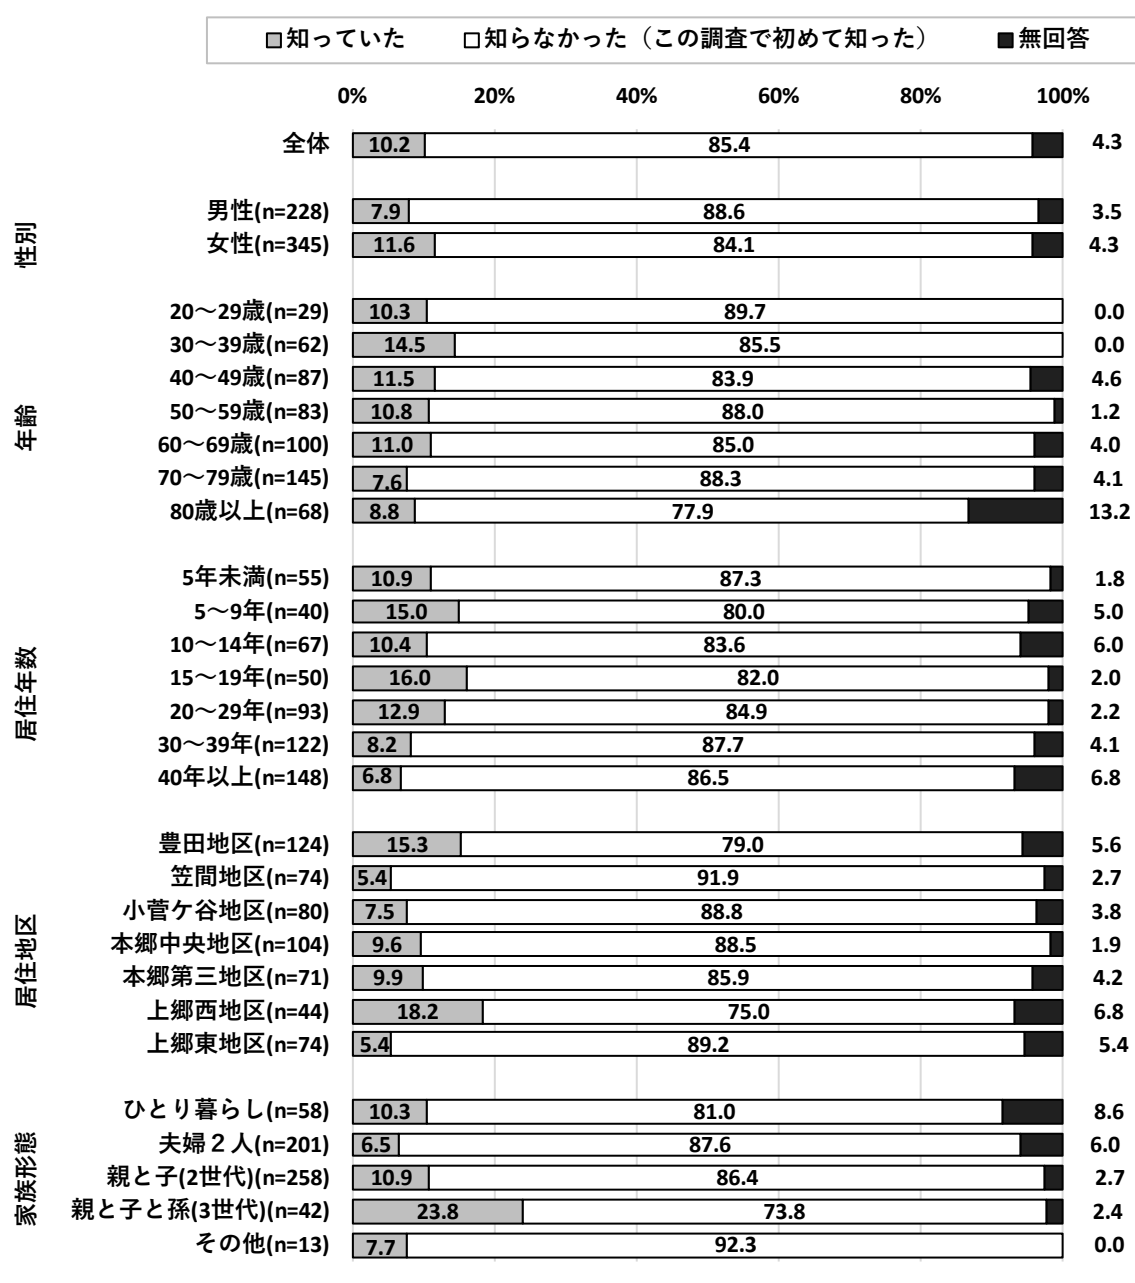 知っていた 知らなかった（この調査で初めて知った） 無回答
0% 20% 40% 60% 80% 100%
全体 10.2 85.4 4.3
性別
男性(n=228) 7.9 88.6 3.5
女性(n=345) 11.6 84.1 4.3
年齢
20～29歳(n=29) 10.3 89.7 0.0
30～39歳(n=62) 14.5 85.5 0.0
40～49歳(n=87) 11.5 83.9 4.6
50～59歳(n=83) 10.8 88.0 1.2
60～69歳(n=100) 11.0 85.0 4.0
70～79歳(n=145) 7.6 88.3 4.1
80歳以上(n=68) 8.8 77.9 13.2
居住年数
5年未満(n=55) 10.9 87.3 1.8
5～9年(n=40) 15.0 80.0 5.0
10～14年(n=67) 10.4 83.6 6.0
15～19年(n=50) 16.0 82.0 2.0
20～29年(n=93) 12.9 84.9 2.2
30～39年(n=122) 8.2 87.7 4.1
40年以上(n=148) 6.8 86.5 6.8
居住地区
豊田地区(n=124) 15.3 79.0 5.6
笠間地区(n=74) 5.4 91.9 2.7
小菅ケ谷地区(n=80) 7.5 88.8 3.8
本郷中央地区(n=104) 9.6 88.5 1.9
本郷第三地区(n=71) 9.9 85.9 4.2
上郷西地区(n=44) 18.2 75.0 6.8
上郷東地区(n=74) 5.4 89.2 5.4
家族形態
ひとり暮らし(n=58) 10.3 81.0 8.6
夫婦２人(n=201) 6.5 87.6 6.0
親と子(2世代)(n=258) 10.9 86.4 2.7
親と子と孫(3世代)(n=42) 23.8 73.8 2.4
その他(n=13) 7.7 92.3 0.0